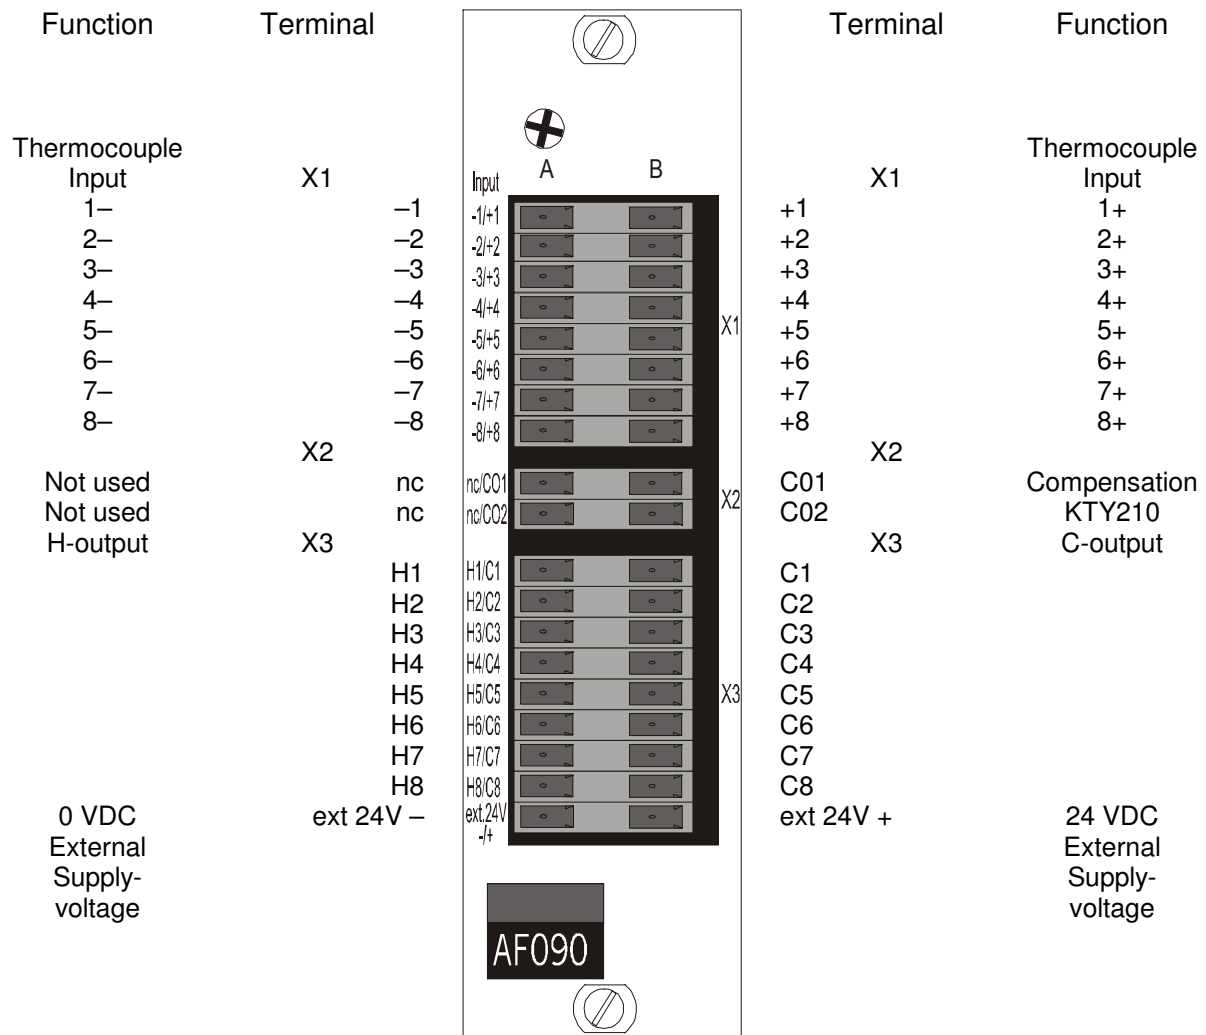 Function Terminal Terminal Function
Thermocouple Thermocouple
Input X1 Input A B X1 Input
1– –1 -1/+1 +1 1+
2– –2 -2/+2 +2 2+
3– –3 -3/+3 +3 3+
4– –4 -4/+4 +4 4+
X1
5– –5 -5/+5 +5 5+
6– –6 -6/+6 +6 6+
7– –7 -7/+7 +7 7+
8– –8 -8/+8 +8 8+
X2 X2
Not used nc nc/CO1 C01 Compensation
X2
Not used nc nc/CO2 C02 KTY210
H-output X3 X3 C-output
H1 H1/C1 C1
H2 H2/C2 C2
H3 H3/C3 C3
H4 H4/C4 C4
H5 H5/C5 X3 C5
H6 H6/C6 C6
H7 H7/C7 C7
H8 H8/C8 C8
0 VDC ext 24V – ext.24V ext 24V + 24 VDC
External -/+ External
Supply- Supply-
voltage voltage
AF090